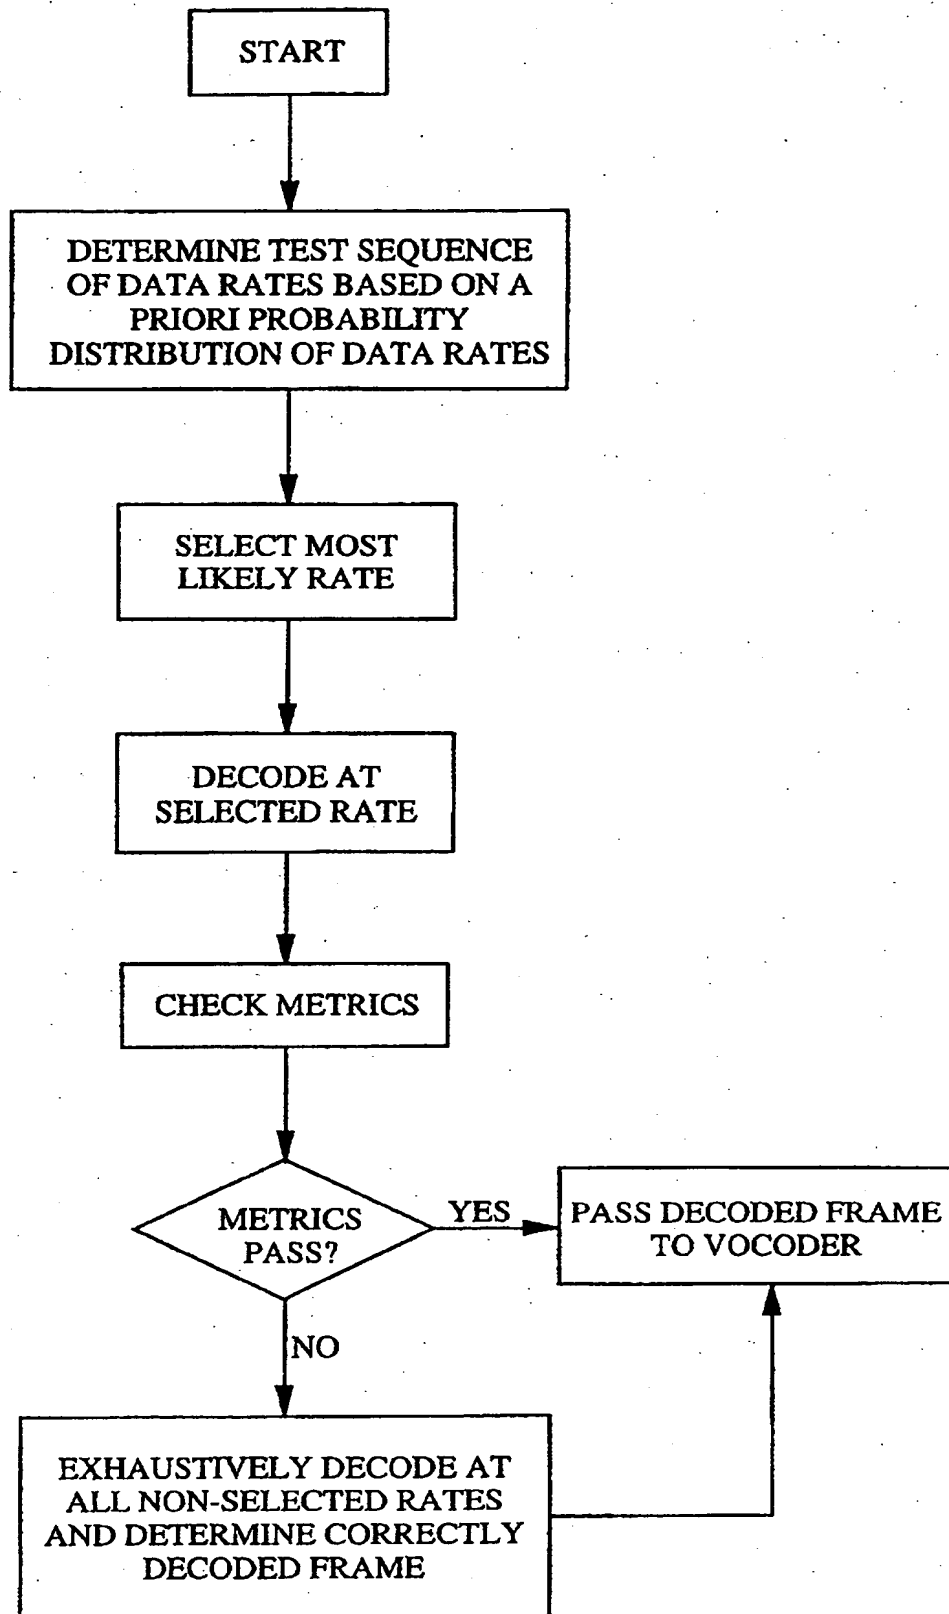 START
DETERMINE TEST SEQUENCE
OF DATA RATES BASED ON A
PRIORI PROBABILITY
DISTRIBUTION OF DATA RATES
SELECT MOST
LIKELY RATE
DECODE AT
SELECTED RATE
CHECK METRICS
METRICS
PASS?
YES
PASS DECODED FRAME
TO VOCODER
NO
EXHAUSTIVELY DECODE AT
ALL NON-SELECTED RATES
AND DETERMINE CORRECTLY
DECODED FRAME